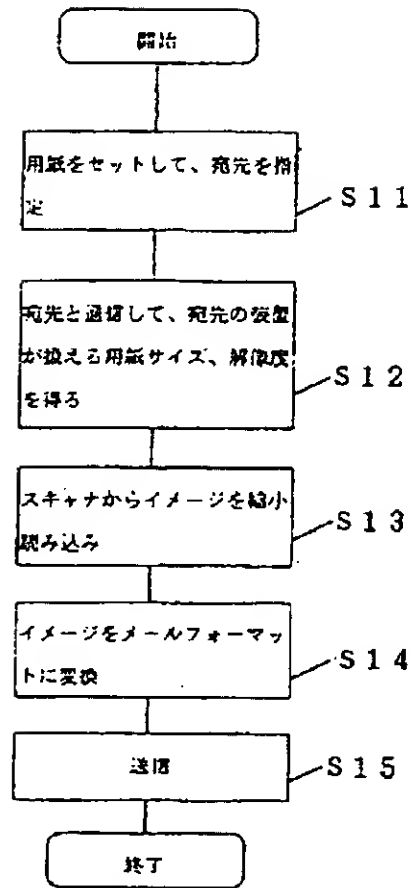 開始
用紙をセットして、宛先を指
定
S11
宛先と通信して、宛先の装置
が扱える用紙サイズ、解像度
を得る
S12
スキャナからイメージを縮小
読み込み
S13
イメージをメールフォーマッ
トに変換
S14
送信
S15
終了